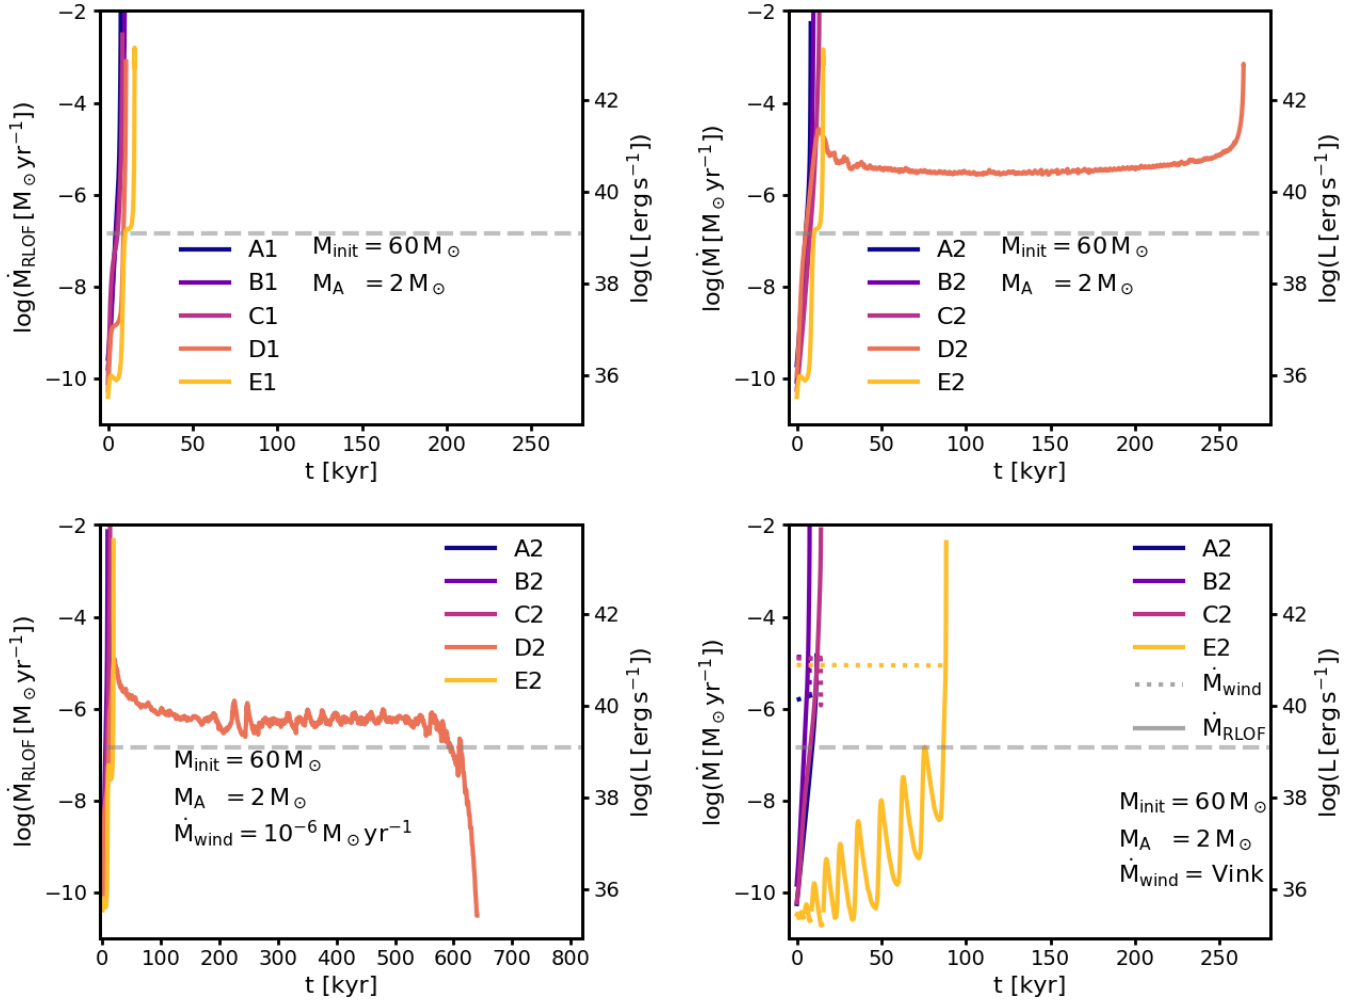 −2
−4
−6
−8
−10
log(Ṁ_RLOF [M_⊙ yr⁻¹])
A1
B1
C1
D1
E1
M_init = 60 M_⊙
M_A = 2 M_⊙
42
40
38
36
log(L [erg s⁻¹])
0 50 100 150 200 250
t [kyr]
−2
−4
−6
−8
−10
log(Ṁ [M_⊙ yr⁻¹])
A2
B2
C2
D2
E2
M_init = 60 M_⊙
M_A = 2 M_⊙
42
40
38
36
log(L [erg s⁻¹])
0 50 100 150 200 250
t [kyr]
−2
−4
−6
−8
−10
log(Ṁ_RLOF [M_⊙ yr⁻¹])
A2
B2
C2
D2
E2
M_init = 60 M_⊙
M_A = 2 M_⊙
Ṁ_wind = 10⁻⁶ M_⊙ yr⁻¹
42
40
38
36
log(L [erg s⁻¹])
0 100 200 300 400 500 600 700 800
t [kyr]
−2
−4
−6
−8
−10
log(Ṁ [M_⊙ yr⁻¹])
A2
B2
C2
E2
Ṁ_wind
Ṁ_RLOF
M_init = 60 M_⊙
M_A = 2 M_⊙
Ṁ_wind = Vink
42
40
38
36
log(L [erg s⁻¹])
0 50 100 150 200 250
t [kyr]